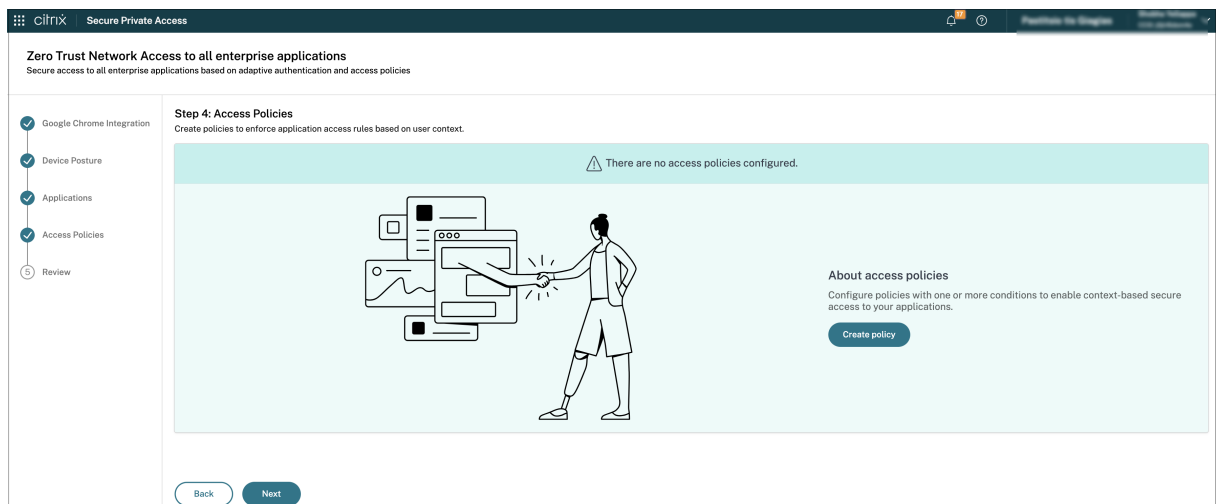 citrix Secure Private Access
17
Zero Trust Network Access to all enterprise applications
Secure access to all enterprise applications based on adaptive authentication and access policies
Google Chrome Integration
Device Posture
Applications
Access Policies
5 Review
Step 4: Access Policies
Create policies to enforce application access rules based on user context.
There are no access policies configured.
About access policies
Configure policies with one or more conditions to enable context-based secure
access to your applications.
Create policy
Back Next